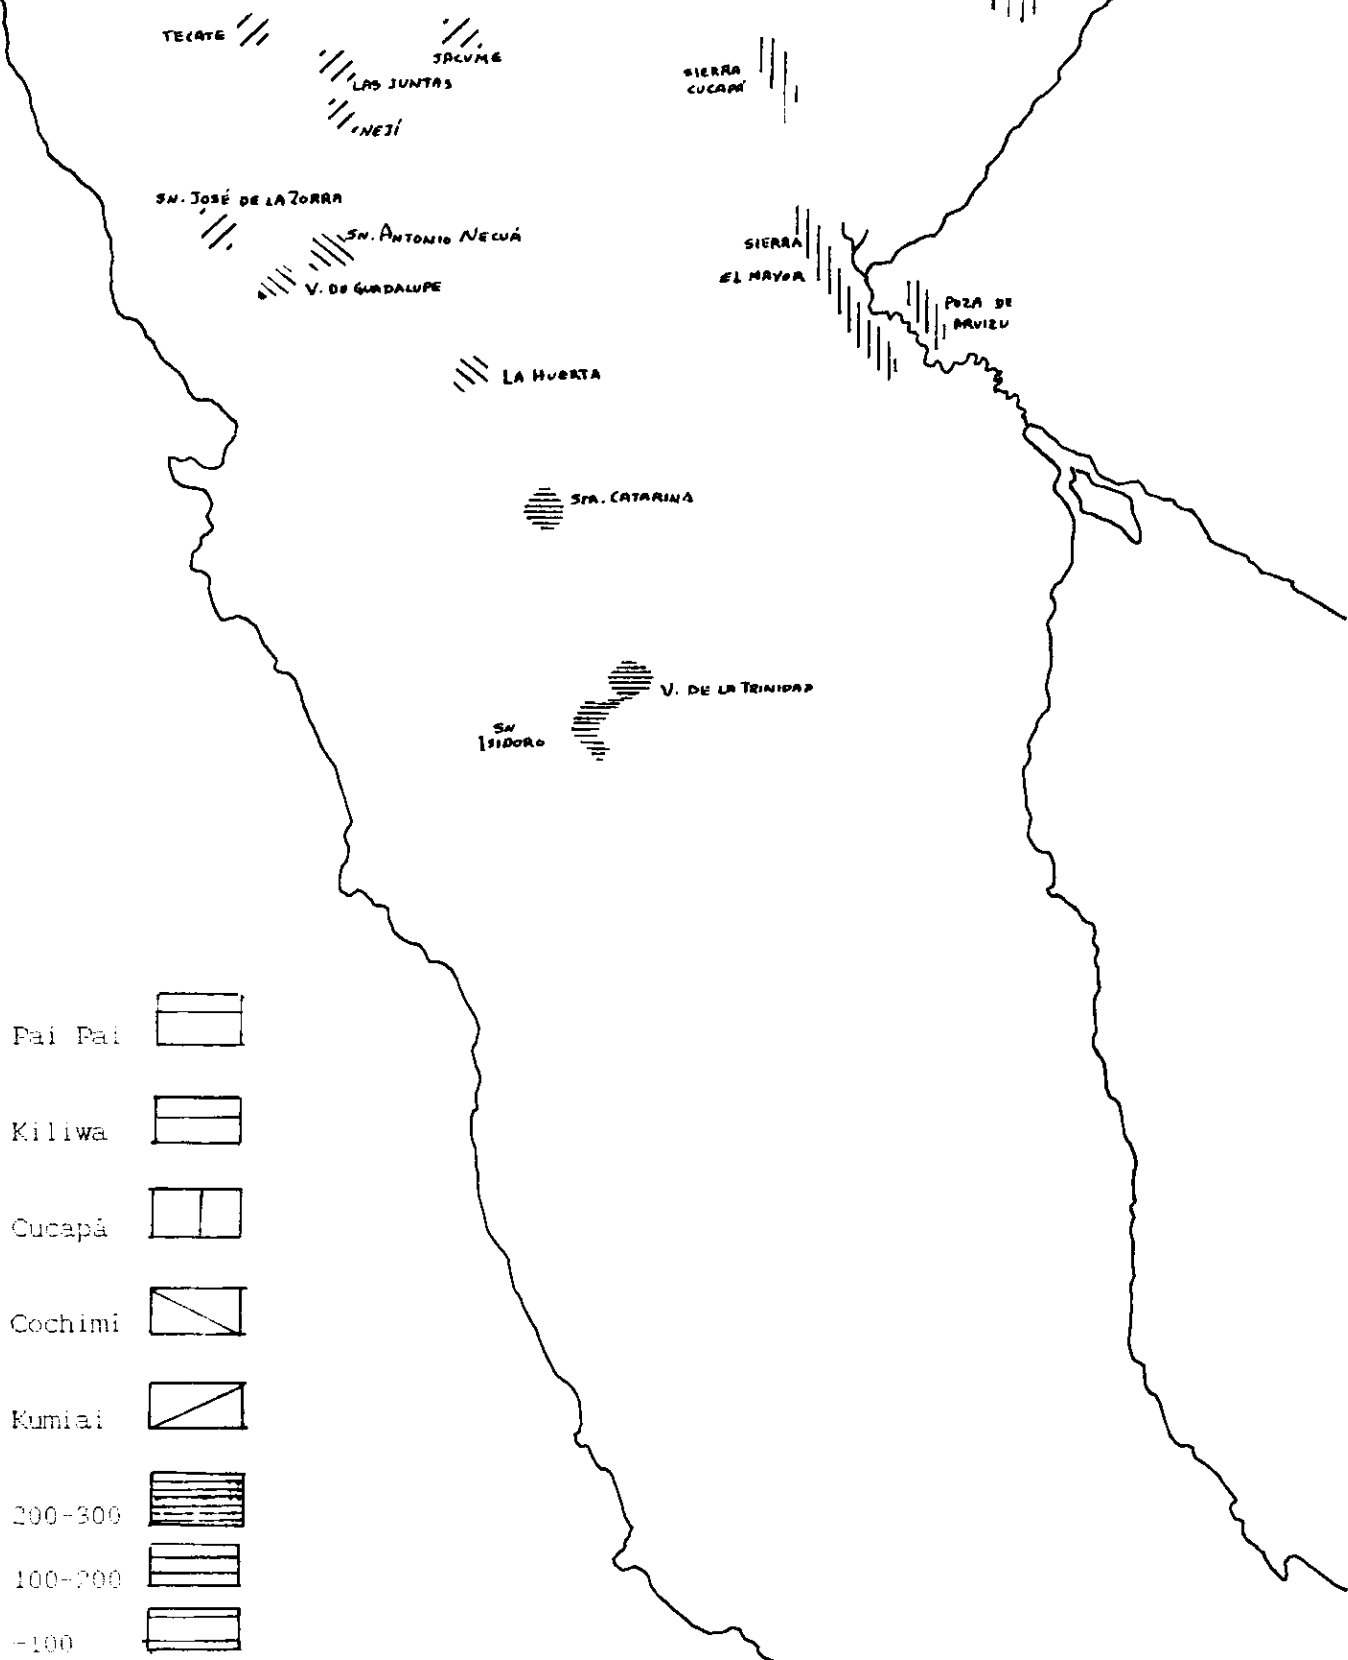 TECATE
JACUME
LAS JUNTAS
NEJÍ
SIERRA
CUCAPÁ
SN. JOSÉ DE LA ZORRA
SN. ANTONIO NECUÁ
V. DE GUADALUPE
SIERRA
EL MAYOR
POZA DE
ARVIZU
LA HUERTA
STA. CATARINA
V. DE LA TRINIDAD
SN
ISIDORO
Pai Pai
Kiliwa
Cucapá
Cochimí
Kumiai
200-300
100-200
-100